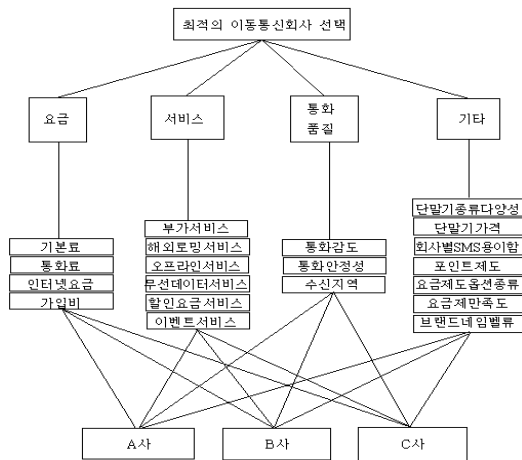 최적의 이동통신회사 선택
요금
서비스
통화
품질
기타
기본료
통화료
인터넷요금
가입비
부가서비스
해외로밍서비스
오프라인서비스
무선데이터서비스
할인요금서비스
이벤트서비스
통화감도
통화안정성
수신지역
단말기종류다양성
단말기가격
회사별SMS용이함
포인트제도
요금제도옵션종류
요금제만족도
브랜드네임벨류
A사
B사
C사